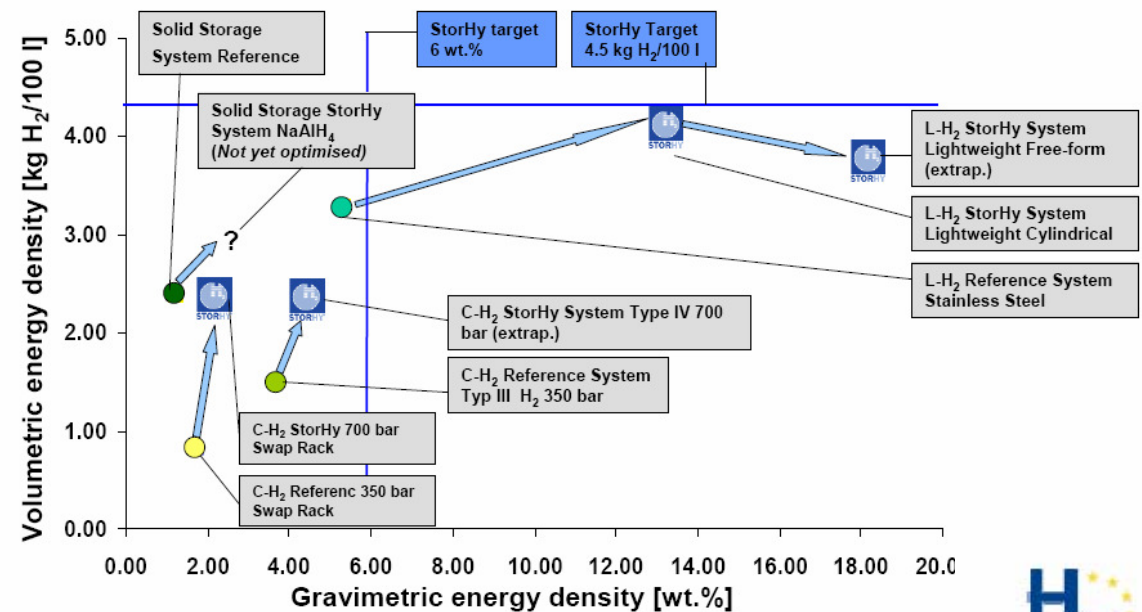 Volumetric energy density [kg H₂/100 l]
5.00
4.00
3.00
2.00
1.00
0.00
Solid Storage
System Reference
StorHy target
6 wt.%
StorHy Target
4.5 kg H₂/100 l
Solid Storage StorHy
System NaAlH₄
(Not yet optimised)
?
STORHY
STORHY
STORHY
STORHY
L-H₂ StorHy System
Lightweight Free-form
(extrap.)
L-H₂ StorHy System
Lightweight Cylindrical
L-H₂ Reference System
Stainless Steel
C-H₂ StorHy System Type IV 700
bar (extrap.)
C-H₂ Reference System
Typ III H₂ 350 bar
C-H₂ StorHy 700 bar
Swap Rack
C-H₂ Referenc 350 bar
Swap Rack
0.00 2.00 4.00 6.00 8.00 10.00 12.00 14.00 16.00 18.00 20.0
Gravimetric energy density [wt.%]
H